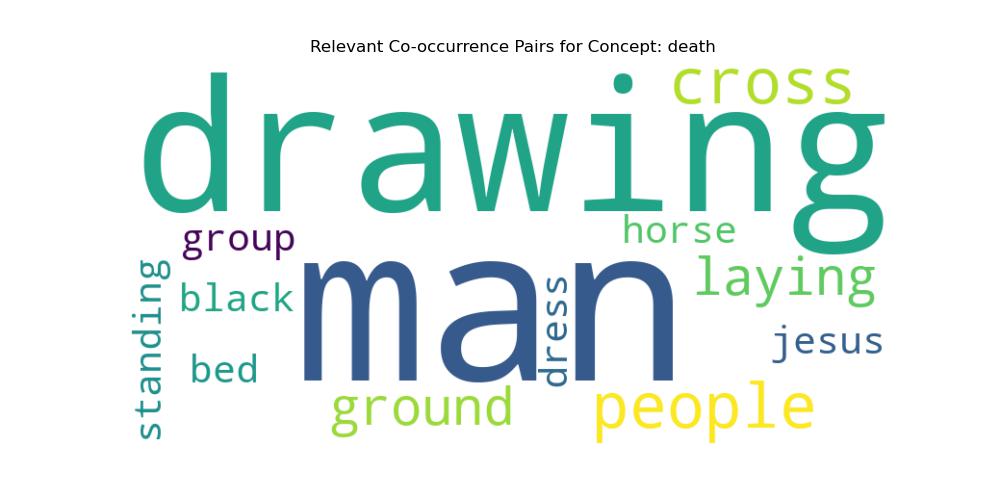 Relevant Co-occurrence Pairs for Concept: death
cross
drawing
group
horse
standing
black
man
dress
laying
jesus
bed
ground
people